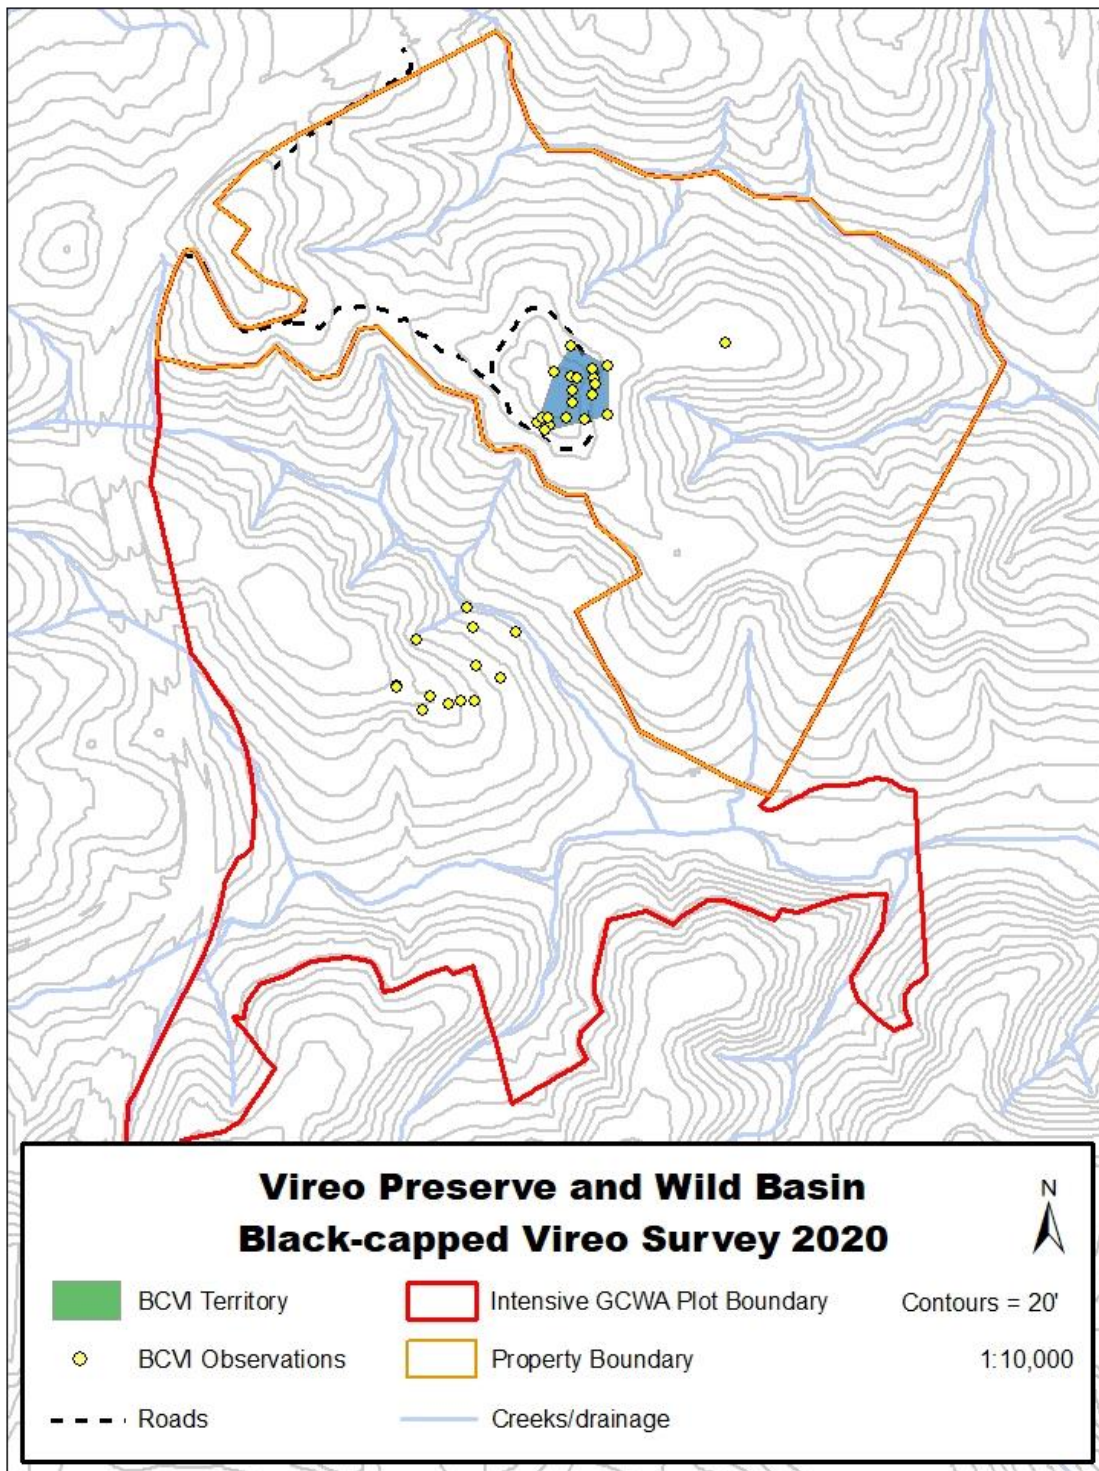 Vireo Preserve and Wild Basin
Black-capped Vireo Survey 2020
N
BCVI Territory
Intensive GCWA Plot Boundary
Contours = 20'
BCVI Observations
Property Boundary
1:10,000
Roads
Creeks/drainage